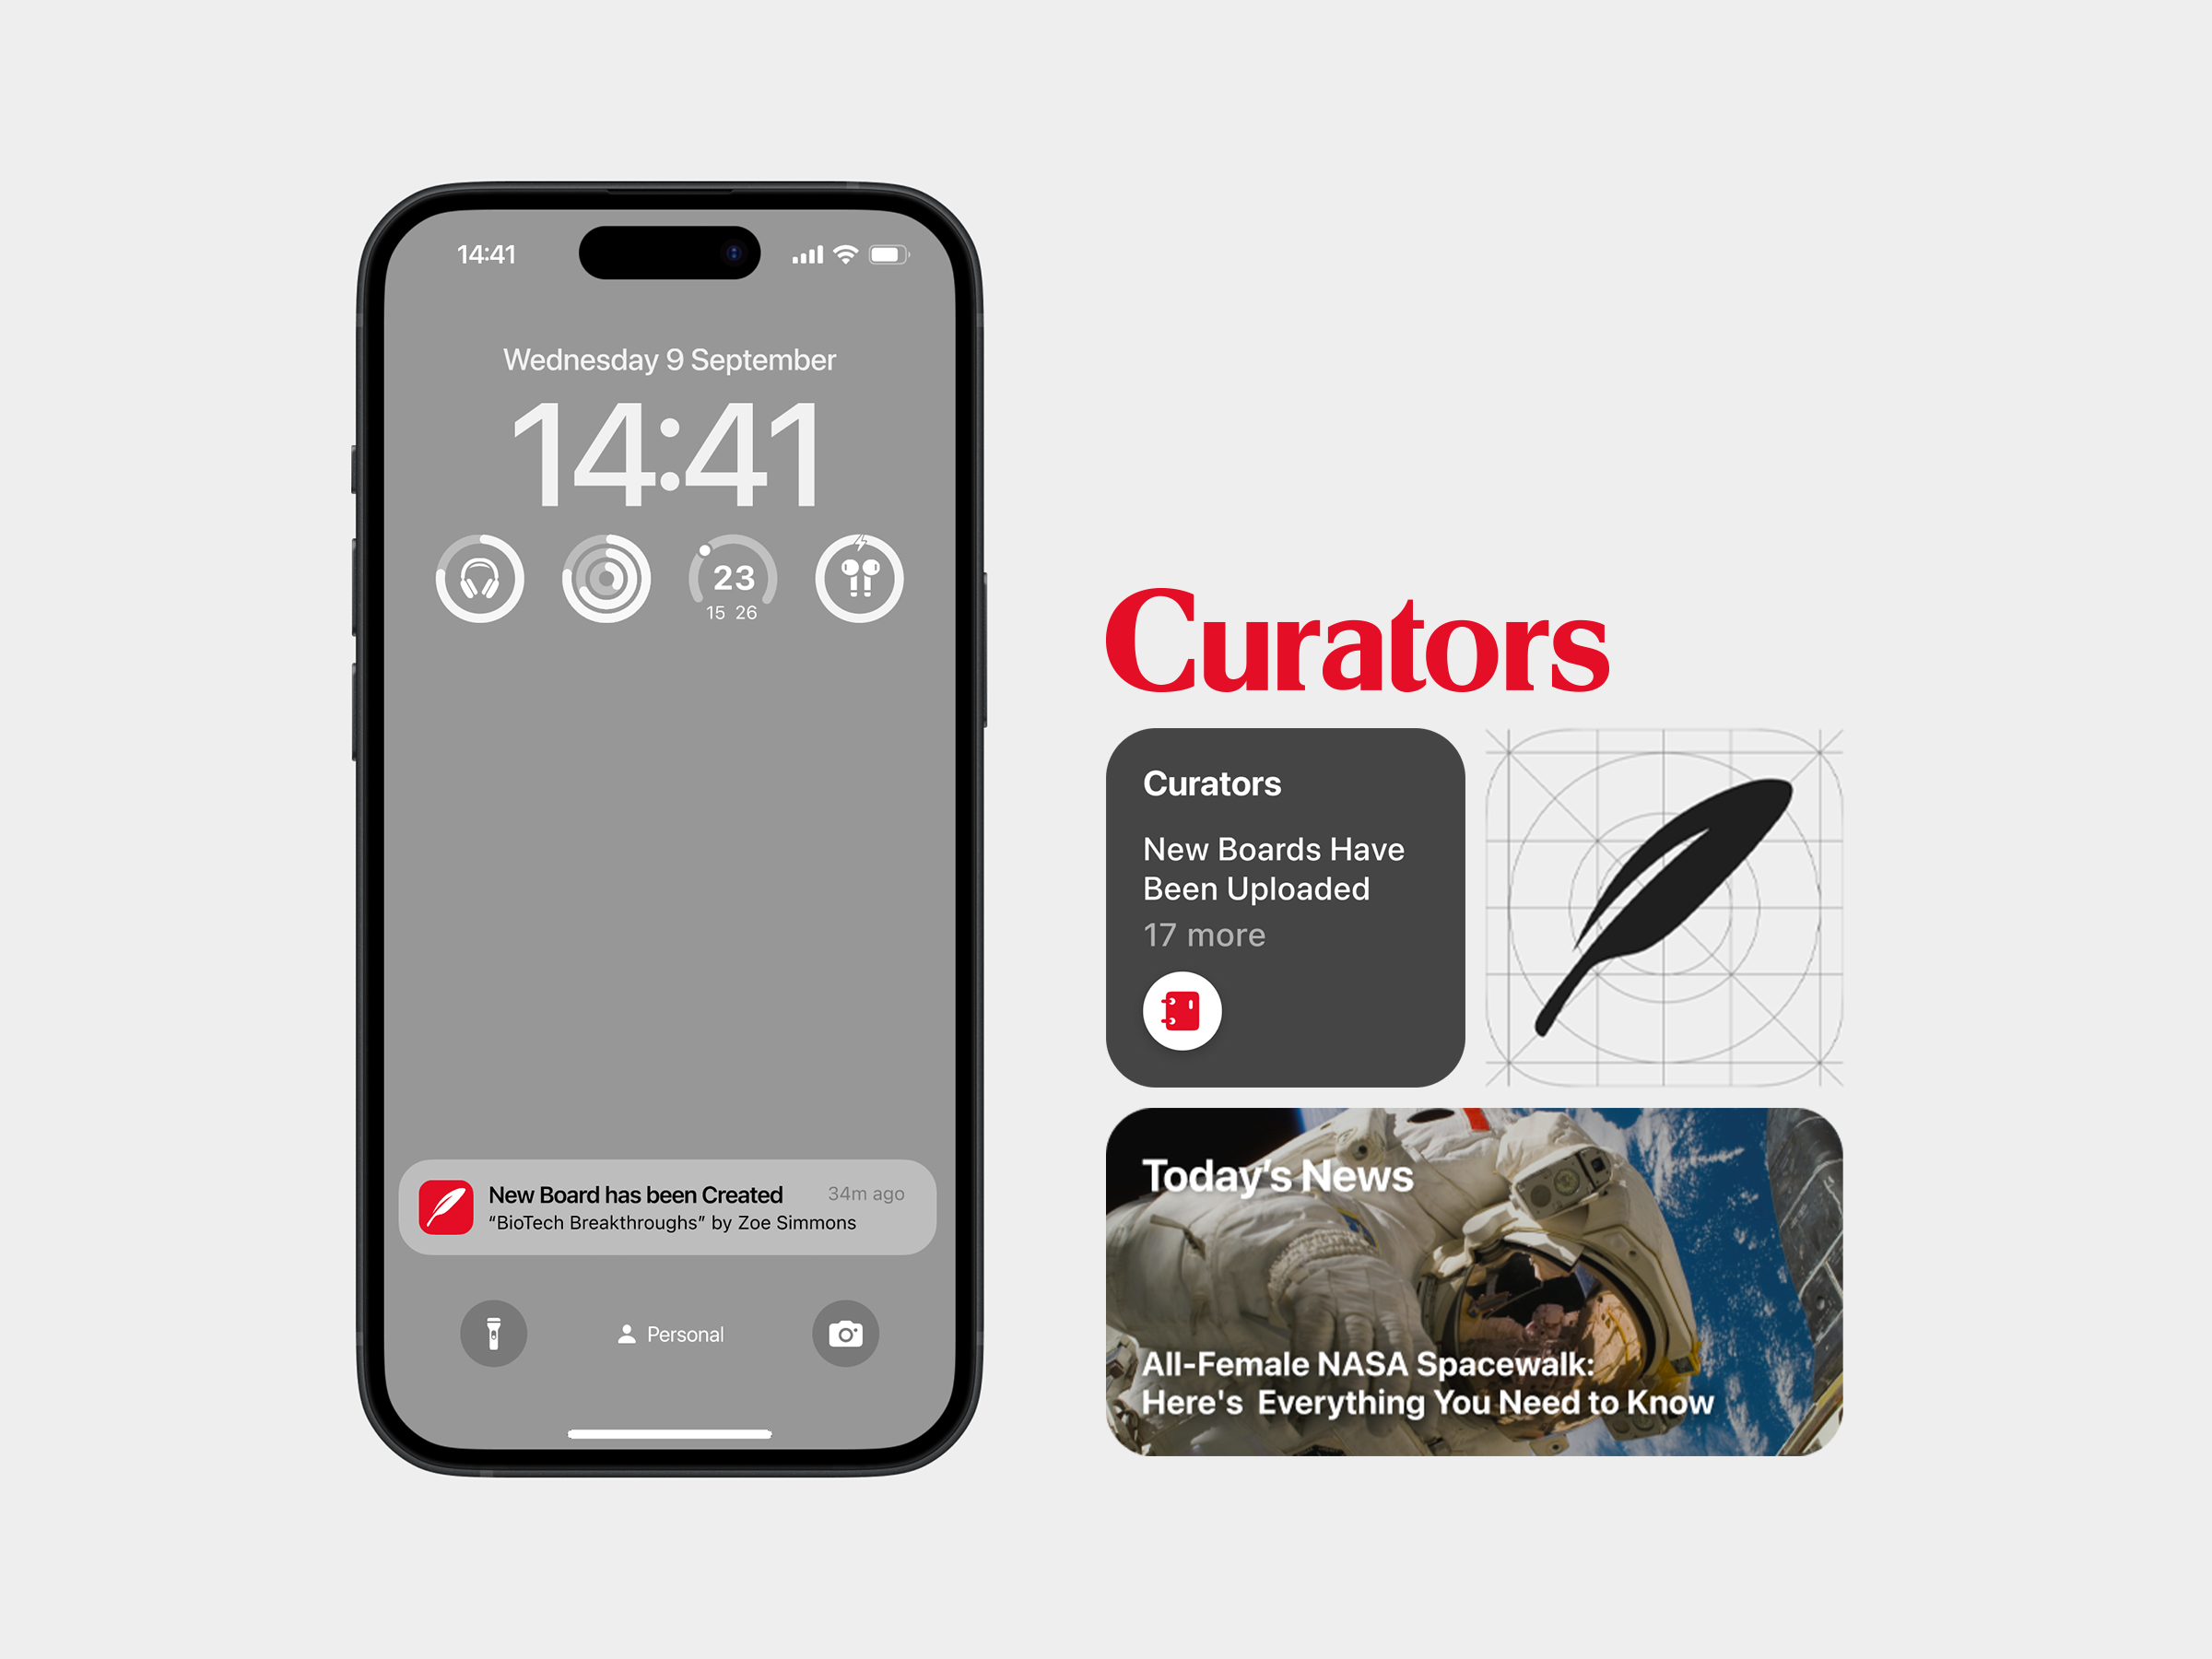 14:41
Wednesday 9 September
14:41
23
15 26
New Board has been Created
34m ago
“BioTech Breakthroughs” by Zoe Simmons
Personal
Curators
Curators
New Boards Have
Been Uploaded
17 more
Today’s News
All-Female NASA Spacewalk:
Here's  Everything You Need to Know